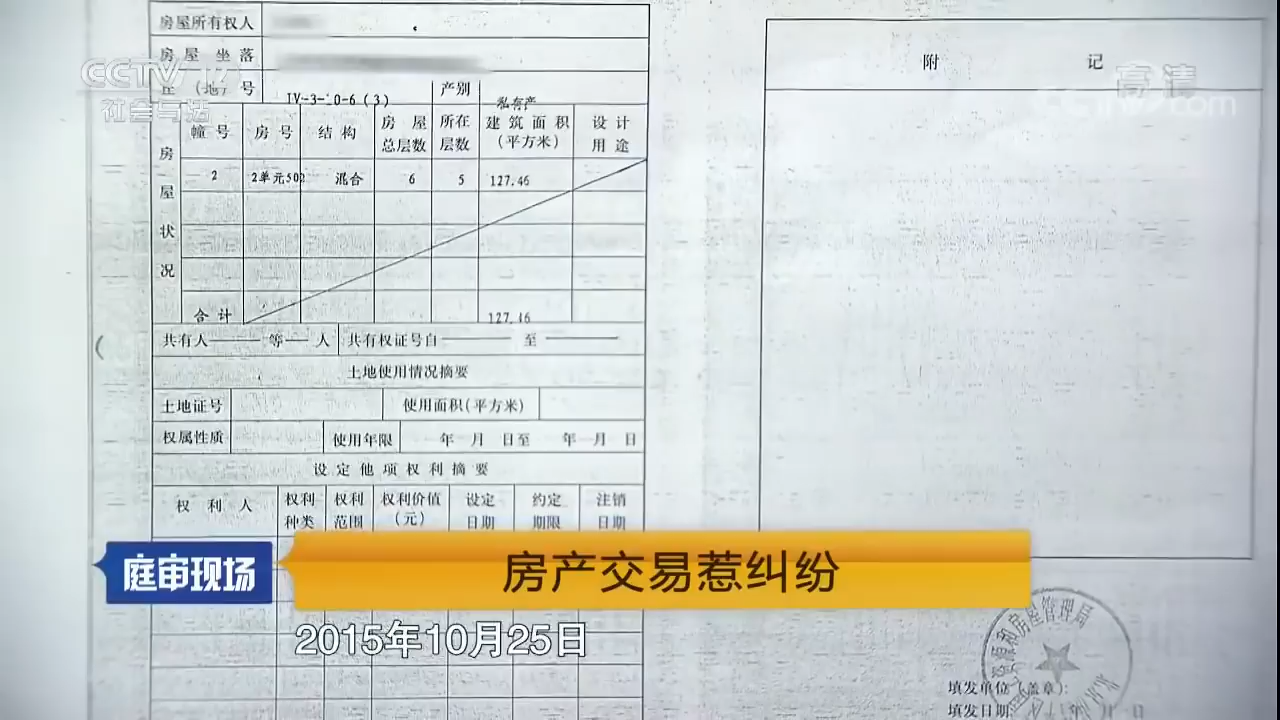 房屋所有权人
房屋坐落
丘（地）号 IV-3-10-6(3) 产别 私有产
房屋状况
幢号 房号 结构 房屋总层数 所在层数 建筑面积（平方米） 设计用途
2 2单元502 混合 6 5 127.46
合计 127.46
共有人 等 人 共有权证号自 至
土地使用情况摘要
土地证号 使用面积(平方米)
权属性质 使用年限 年 月 日至 年 月 日
设定他项权利摘要
权利人 权利种类 权利范围 权利价值（元） 设定日期 约定期限 注销日期
附 记
CCTV 12
社会与法
高清
庭审现场
房产交易惹纠纷
2015年10月25日
填发单位（盖章）:
填发日期 年 月 日